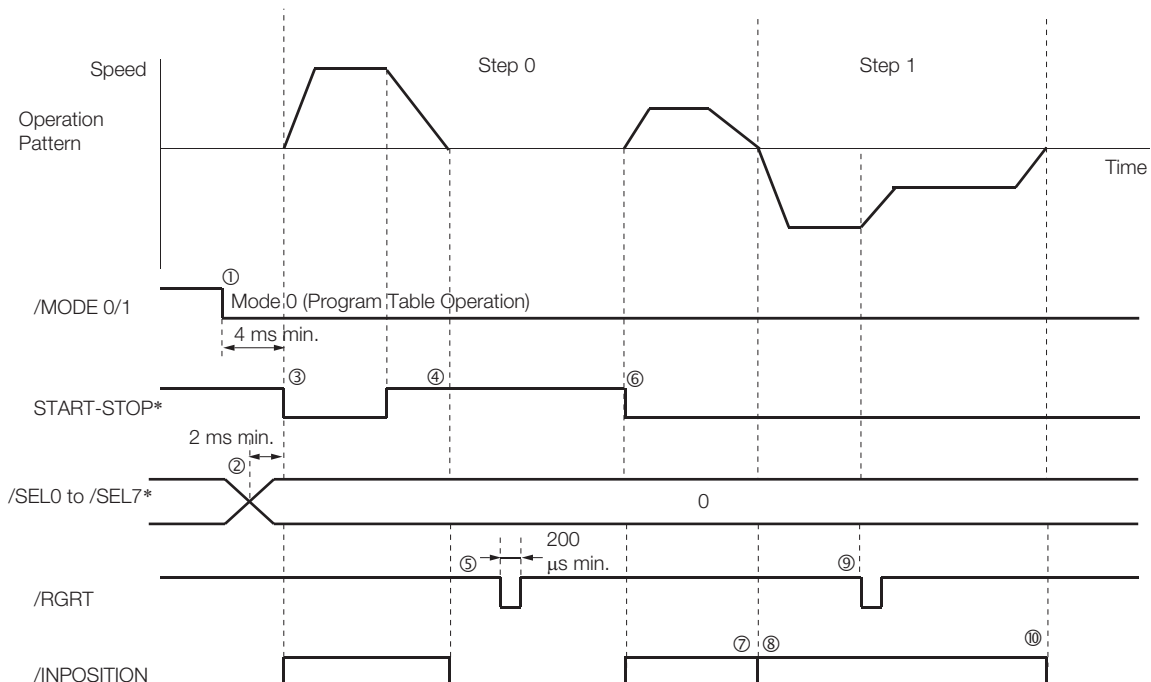 Speed
Step 0
Step 1
Operation
Pattern
Time
①
/MODE 0/1
Mode 0 (Program Table Operation)
4 ms min.
③
④
⑥
START-STOP*
2 ms min.
②
/SEL0 to /SEL7*
0
200
μs min.
⑤
⑨
/RGRT
⑦
⑧
⑩
/INPOSITION